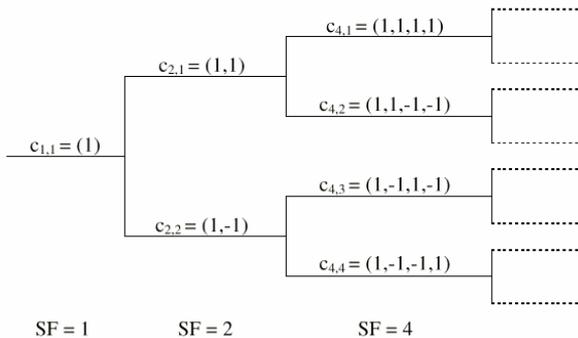 c4,1 = (1,1,1,1)
c2,1 = (1,1)
c4,2 = (1,1,-1,-1)
c1,1 = (1)
c4,3 = (1,-1,1,-1)
c2,2 = (1,-1)
c4,4 = (1,-1,-1,1)
SF = 1 SF = 2 SF = 4